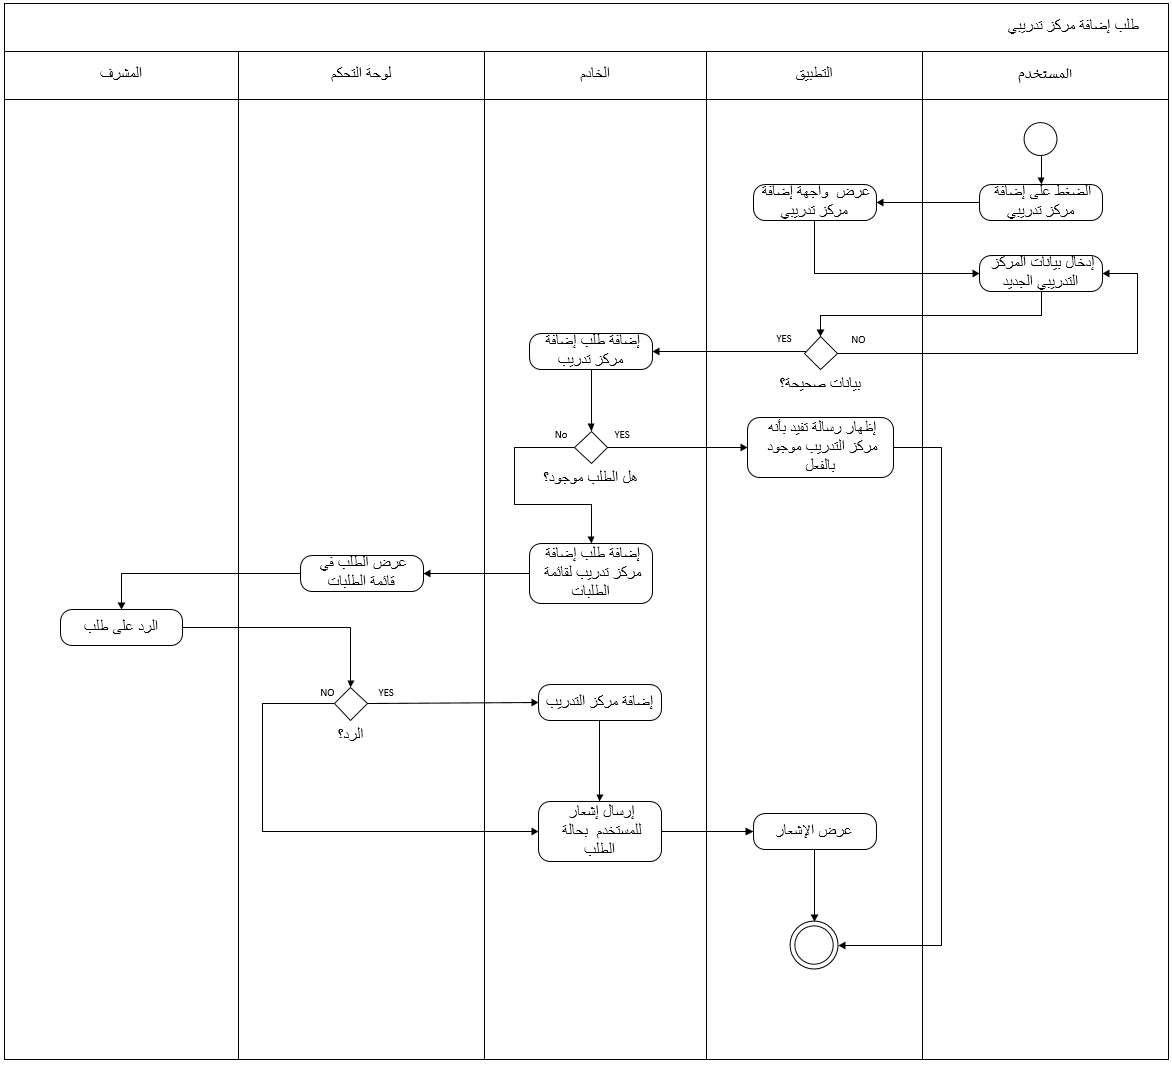 طلب إضافة مركز تدريبي
المستخدم
التطبيق
الخادم
لوحة التحكم
المشرف
الضغط على إضافة
مركز تدريبي
عرض واجهة إضافة
مركز تدريبي
إدخال بيانات المركز
التدريبي الجديد
NO
YES
بيانات صحيحة؟
إضافة طلب إضافة
مركز تدريب
YES
No
هل الطلب موجود؟
إظهار رسالة تفيد بأنه
مركز التدريب موجود
بالفعل
إضافة طلب إضافة
مركز تدريب لقائمة
الطلبات
عرض الطلب في
قائمة الطلبات
الرد على طلب
YES
NO
الرد؟
إضافة مركز التدريب
إرسال إشعار
للمستخدم بحالة
الطلب
عرض الإشعار